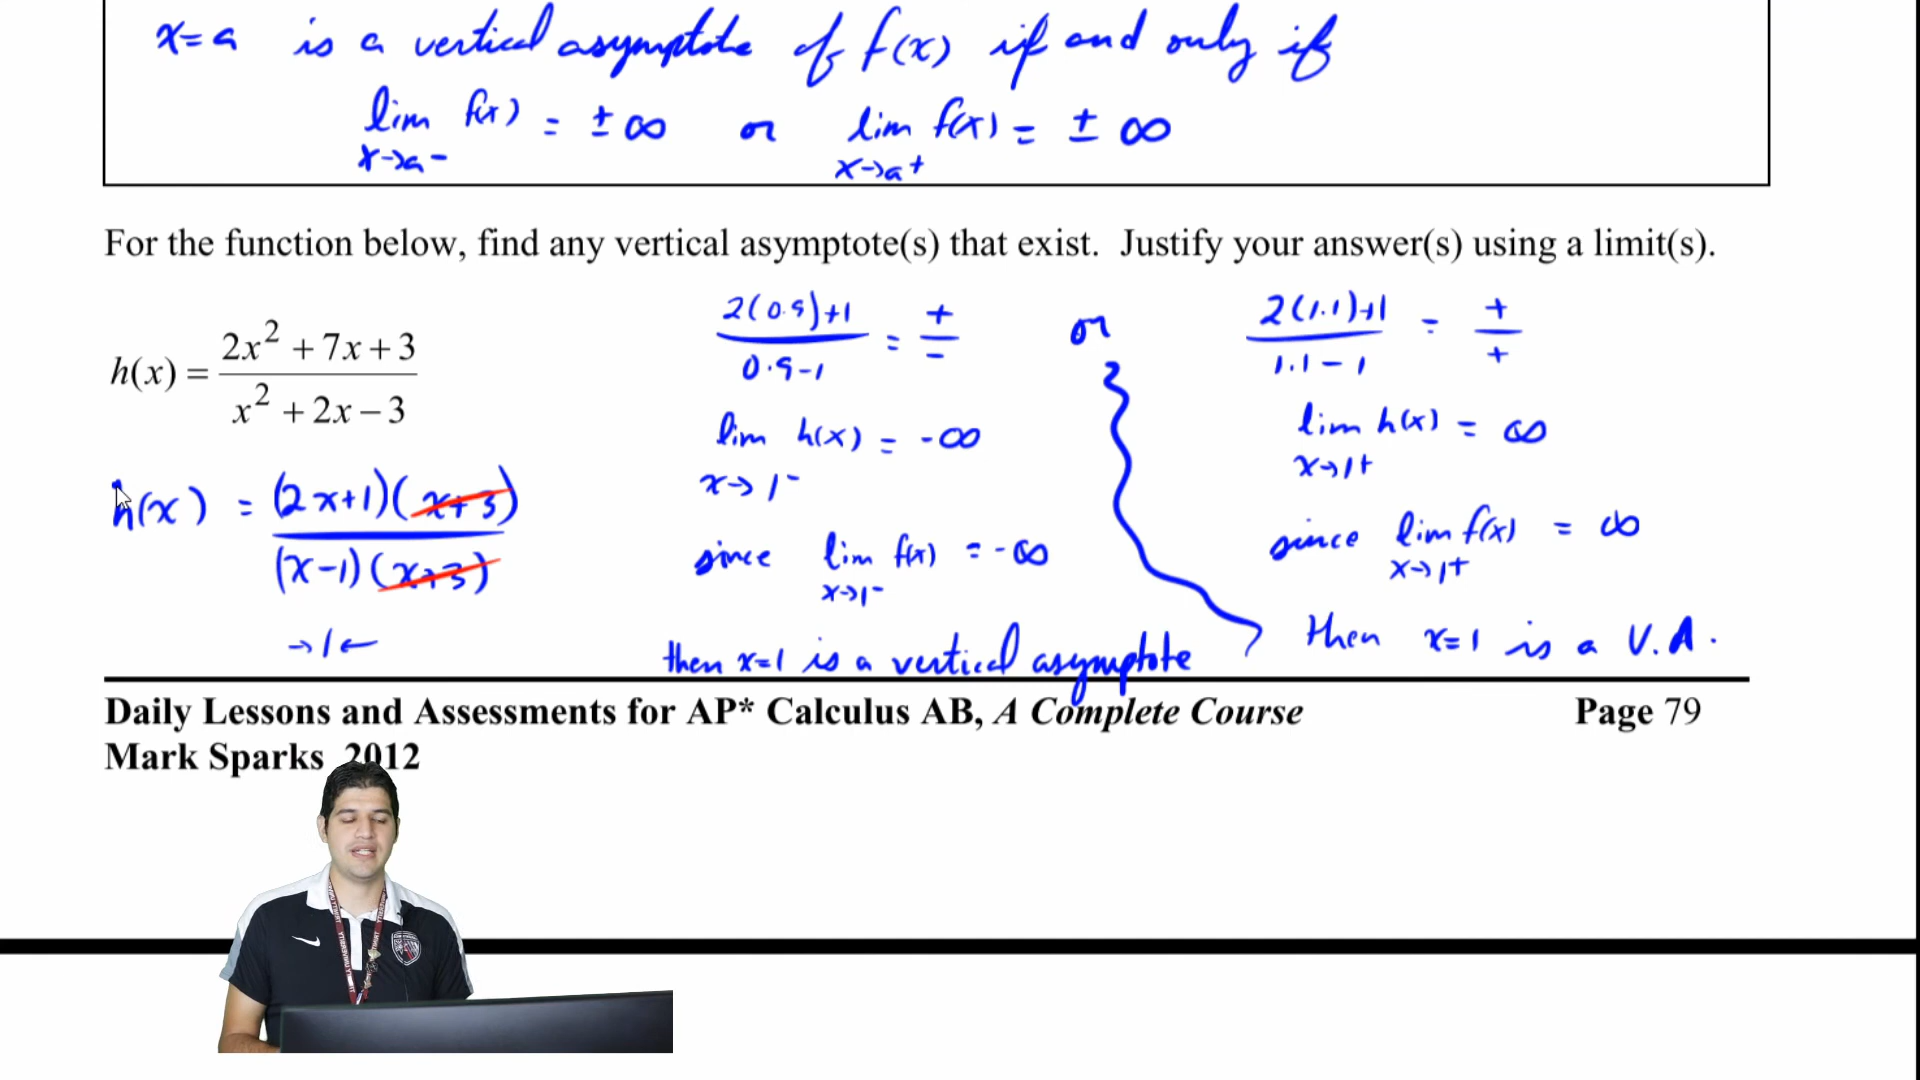 x=a is a vertical asymptote of f(x) if and only if
lim f(x) = ± ∞ or lim f(x) = ± ∞
x→a- x→a+
For the function below, find any vertical asymptote(s) that exist. Justify your answer(s) using a limit(s).
h(x) = 2x² + 7x + 3 / x² + 2x − 3
h(x) = (2x+1)(x+3) / (x-1)(x+3)
→1←
2(0.9)+1 / 0.9-1 = + / -
lim h(x) = -∞
x→1-
since lim f(x) = -∞
x→1-
then x=1 is a vertical asymptote
or
2(1.1)+1 / 1.1-1 = + / +
lim h(x) = ∞
x→1+
since lim f(x) = ∞
x→1+
then x=1 is a V.A.
Daily Lessons and Assessments for AP* Calculus AB, A Complete Course Page 79
Mark Sparks 2012